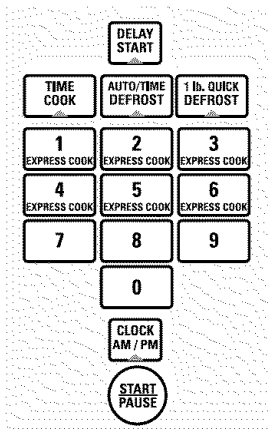 DELAY
START
TIME
COOK
AUTO/TIME
DEFROST
1 lb. QUICK
DEFROST
1
EXPRESS COOK
2
EXPRESS COOK
3
EXPRESS COOK
4
EXPRESS COOK
5
EXPRESS COOK
6
EXPRESS COOK
7
8
9
0
CLOCK
AM / PM
START
PAUSE